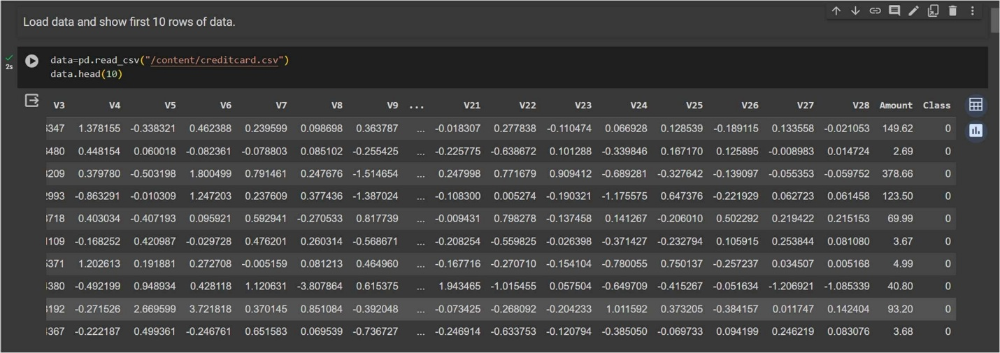 Load data and show first 10 rows of data.
2s
data=pd.read_csv("/content/creditcard.csv")
data.head(10)
V3 V4 V5 V6 V7 V8 V9 ... V21 V22 V23 V24 V25 V26 V27 V28 Amount Class
347 1.378155 -0.338321 0.462388 0.239599 0.098698 0.363787 ... -0.018307 0.277838 -0.110474 0.066928 0.128539 -0.189115 0.133558 -0.021053 149.62 0
480 0.448154 0.060018 -0.082361 -0.078803 0.085102 -0.255425 ... -0.225775 -0.638672 0.101288 -0.339846 0.167170 0.125895 -0.008983 0.014724 2.69 0
209 0.379780 -0.503198 1.800499 0.791461 0.247676 -1.514654 ... 0.247998 0.771679 0.909412 -0.689281 -0.327642 -0.139097 -0.055353 -0.059752 378.66 0
993 -0.863291 -0.010309 1.247203 0.237609 0.377436 -1.387024 ... -0.108300 0.005274 -0.190321 -1.175575 0.647376 -0.221929 0.062723 0.061458 123.50 0
718 0.403034 -0.407193 0.095921 0.592941 -0.270533 0.817739 ... -0.009431 0.798278 -0.137458 0.141267 -0.206010 0.502292 0.219422 0.215153 69.99 0
109 -0.168252 0.420987 -0.029728 0.476201 0.260314 -0.568671 ... -0.208254 -0.559825 -0.026398 -0.371427 -0.232794 0.105915 0.253844 0.081080 3.67 0
371 1.202613 0.191881 0.272708 -0.005159 0.081213 0.464960 ... -0.167716 -0.270710 -0.154104 -0.780055 0.750137 -0.257237 0.034507 0.005168 4.99 0
380 -0.492199 0.948934 0.428118 1.120631 -3.807864 0.615375 ... 1.943465 -1.015455 0.057504 -0.649709 -0.415267 -0.051634 -1.206921 -1.085339 40.80 0
192 -0.271526 2.669599 3.721818 0.370145 0.851084 -0.392048 ... -0.073425 -0.268092 -0.204233 1.011592 0.373205 -0.384157 0.011747 0.142404 93.20 0
367 -0.222187 0.499361 -0.246761 0.651583 0.069539 -0.736727 ... -0.246914 -0.633753 -0.120794 -0.385050 -0.069733 0.094199 0.246219 0.083076 3.68 0